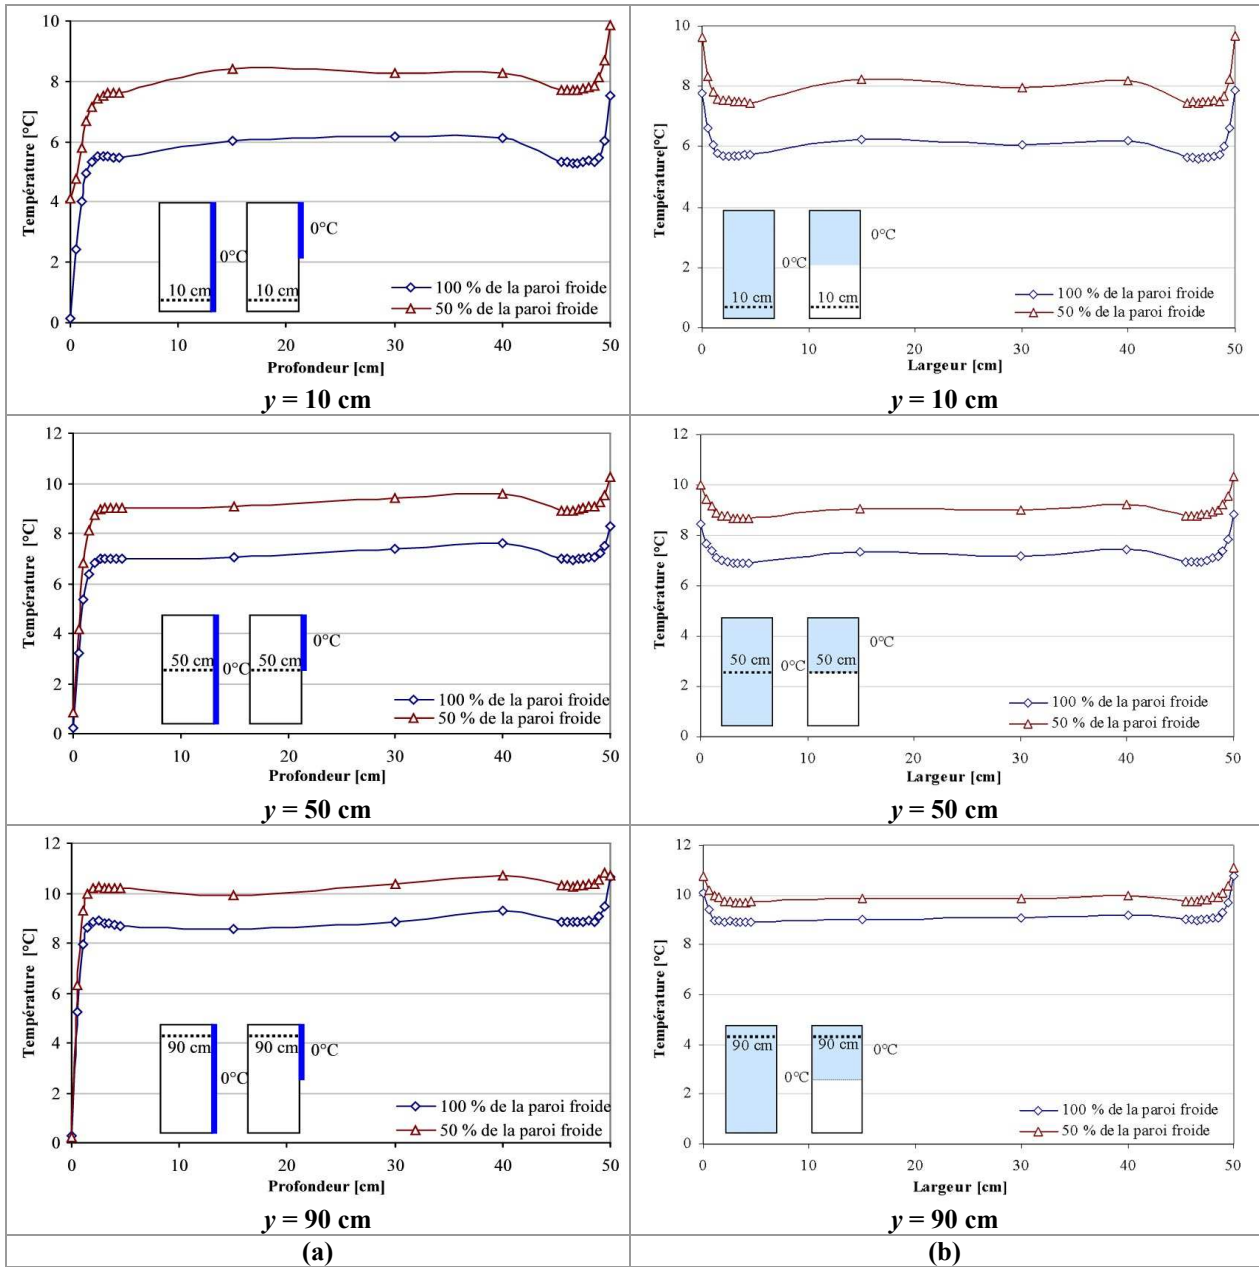 Température [°C]
10
8
6
4
2
0
0°C
0°C
10 cm
10 cm
100 % de la paroi froide
50 % de la paroi froide
0 10 20 30 40 50
Profondeur [cm]
y = 10 cm
Température[°C]
10
8
6
4
2
0
0°C
0°C
10 cm
10 cm
100 % de la paroi froide
50 % de la paroi froide
0 10 20 30 40 50
Largeur [cm]
y = 10 cm
Température [°C]
12
10
8
6
4
2
0
50 cm
50 cm
0°C
0°C
100 % de la paroi froide
50 % de la paroi froide
0 10 20 30 40 50
Profondeur [cm]
y = 50 cm
Température [°C]
12
10
8
6
4
2
0
50 cm
50 cm
0°C
0°C
100 % de la paroi froide
50 % de la paroi froide
0 10 20 30 40 50
Largeur [cm]
y = 50 cm
Température [°C]
12
10
8
6
4
2
0
90 cm
90 cm
0°C
0°C
100 % de la paroi froide
50 % de la paroi froide
0 10 20 30 40 50
Profondeur [cm]
y = 90 cm
Température [°C]
12
10
8
6
4
2
0
90 cm
90 cm
0°C
0°C
100 % de la paroi froide
50 % de la paroi froide
0 10 20 30 40 50
Largeur [cm]
y = 90 cm
(a)
(b)